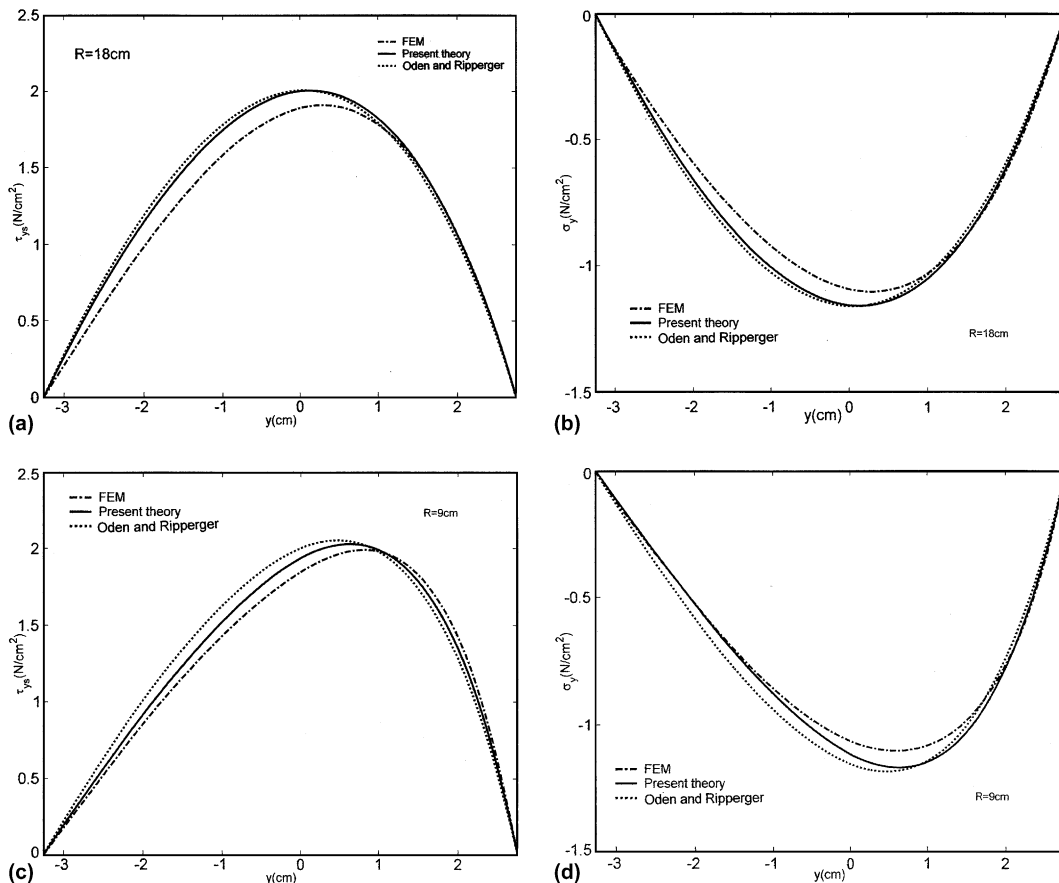 2.5
R=18cm
FEM
Present theory
Oden and Ripperger
2
1.5
1
0.5
0
τys(N/cm2)
-3 -2 -1 0 1 2
y(cm)
(a)
0
-0.5
-1
-1.5
σy(N/cm2)
FEM
Present theory
Oden and Ripperger
R=18cm
-3 -2 -1 0 1 2
y(cm)
(b)
2.5
FEM
Present theory
Oden and Ripperger
R=9cm
2
1.5
1
0.5
0
τys(N/cm2)
-3 -2 -1 0 1 2
y(cm)
(c)
0
-0.5
-1
-1.5
σy(N/cm2)
FEM
Present theory
Oden and Ripperger
R=9cm
-3 -2 -1 0 1 2
y(cm)
(d)